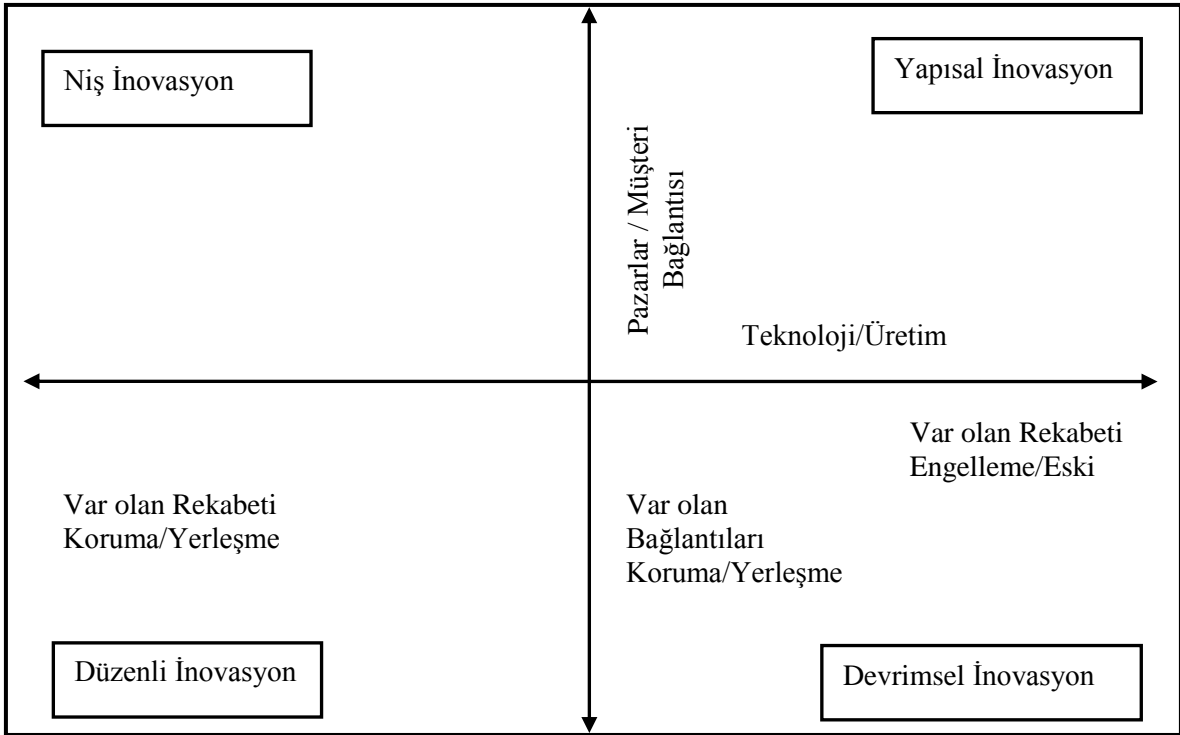 Niş İnovasyon
Yapısal İnovasyon
Pazarlar / Müşteri
Bağlantısı
Teknoloji/Üretim
Var olan Rekabeti
Engelleme/Eski
Var olan Rekabeti
Koruma/Yerleşme
Var olan
Bağlantıları
Koruma/Yerleşme
Düzenli İnovasyon
Devrimsel İnovasyon